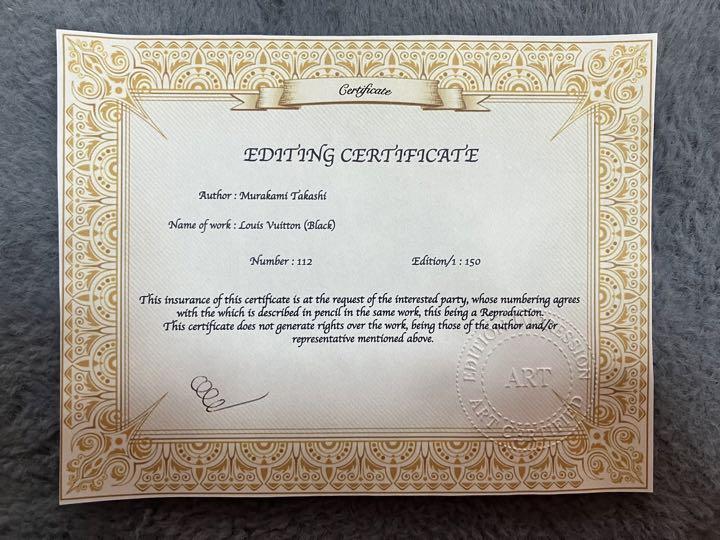 Certificate
EDITING CERTIFICATE
Author : Murakami Takashi
Name of work : Louis Vuitton (Black)
Number : 112 Edition/1 : 150
This insurance of this certificate is at the request of the interested party, whose numbering agrees
with the which is described in pencil in the same work, this being a Reproduction.
This certificate does not generate rights over the work, being those of the author and/or
representative mentioned above.
EDITION
ART
ART